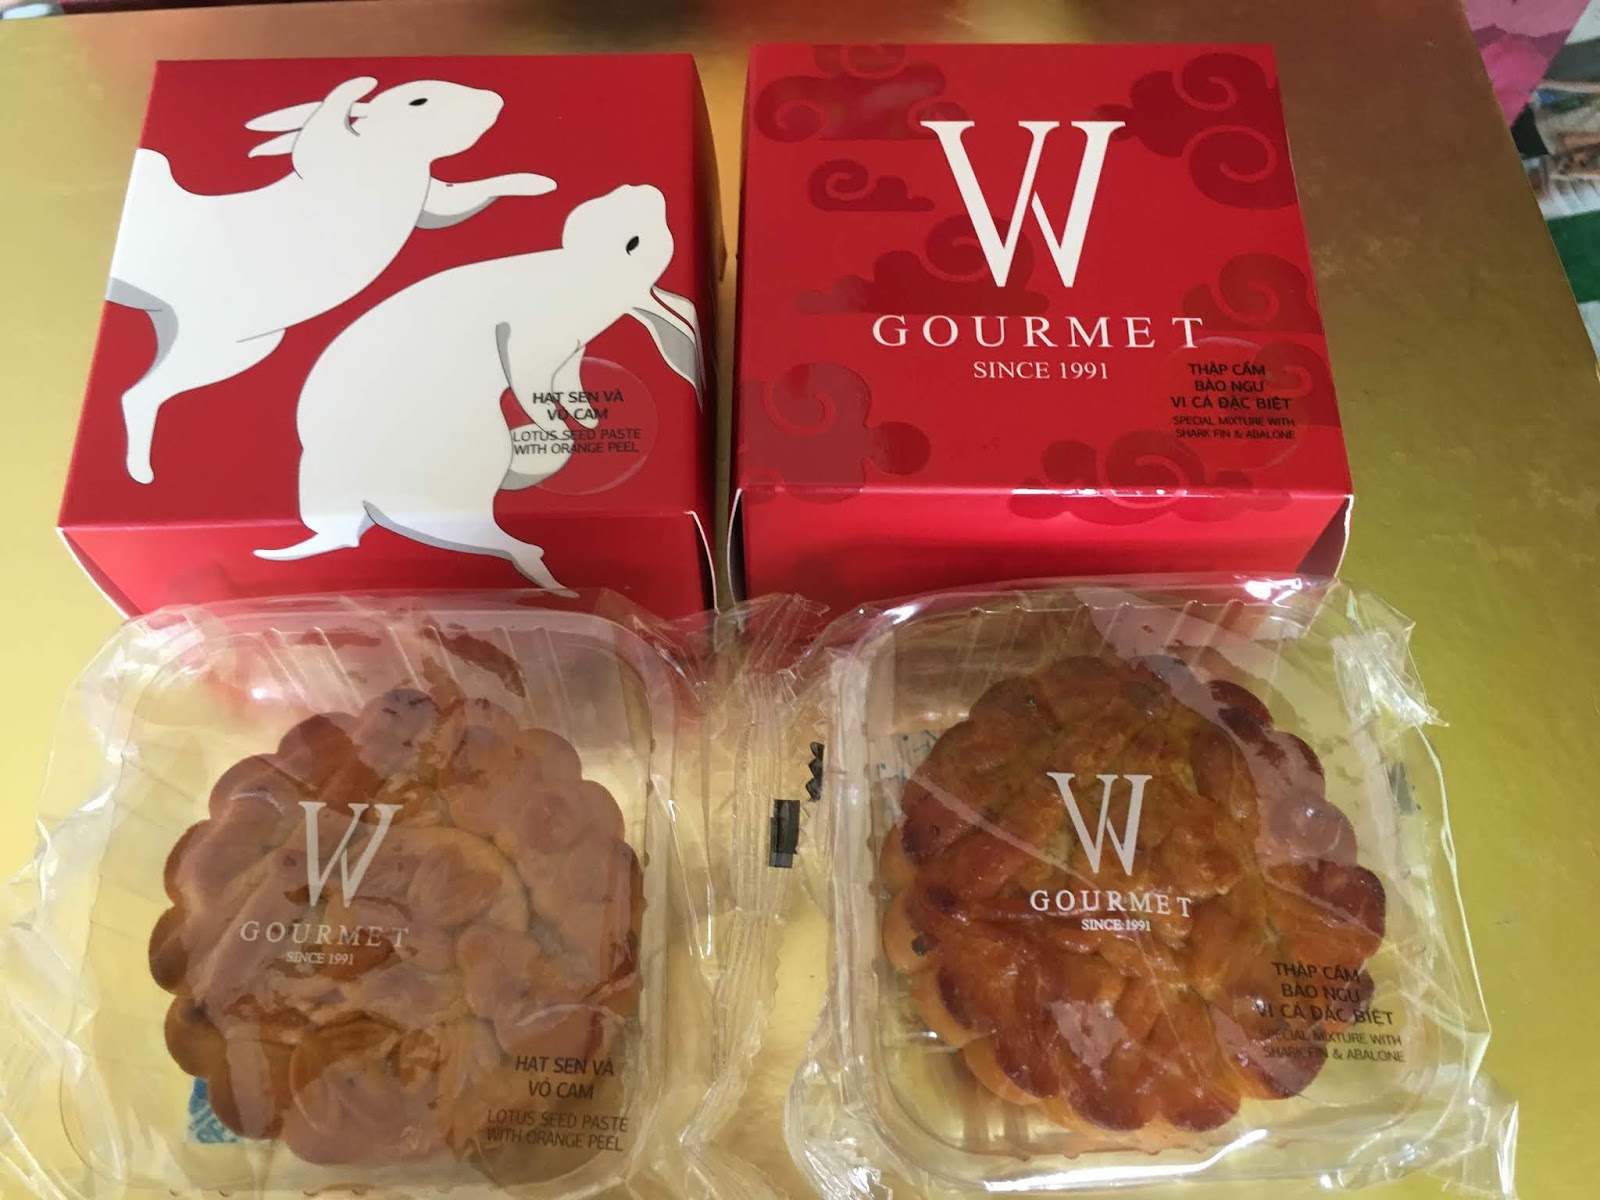 HẠT SEN VÀ
VỎ CAM
LOTUS SEED PASTE
WITH ORANGE PEEL
W
GOURMET
SINCE 1991
THẬP CẨM
BÀO NGƯ
VI CÁ ĐẶC BIỆT
SPECIAL MIXTURE WITH
SHARK FIN & ABALONE
W
GOURMET
SINCE 1991
HẠT SEN VÀ
VỎ CAM
LOTUS SEED PASTE
WITH ORANGE PEEL
W
GOURMET
SINCE 1991
THẬP CẨM
BÀO NGƯ
VI CÁ ĐẶC BIỆT
SPECIAL MIXTURE WITH
SHARK FIN & ABALONE